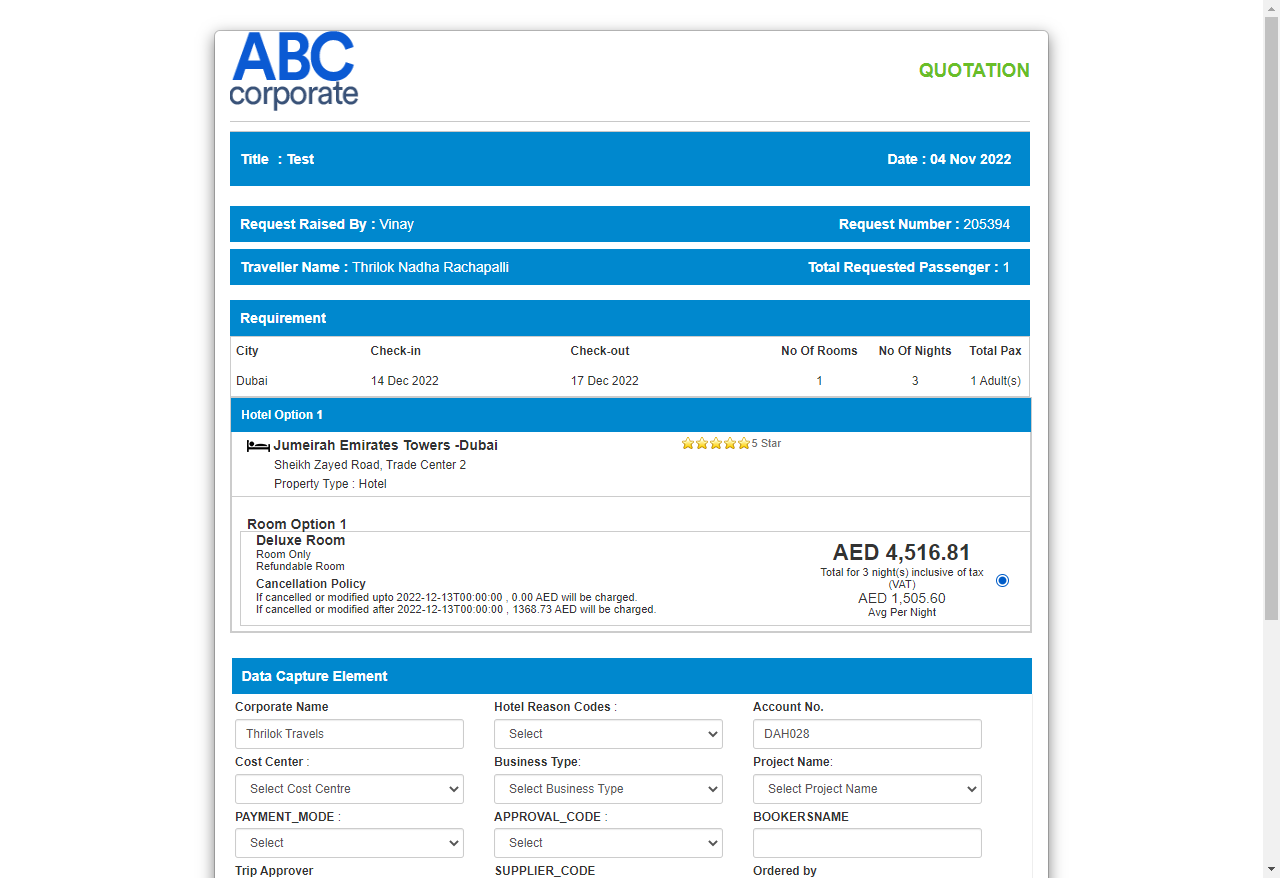 ABC
corporate
QUOTATION
Title : Test
Date : 04 Nov 2022
Request Raised By : Vinay
Request Number : 205394
Traveller Name : Thrilok Nadha Rachapalli
Total Requested Passenger : 1
Requirement
City Check-in Check-out No Of Rooms No Of Nights Total Pax
Dubai 14 Dec 2022 17 Dec 2022 1 3 1 Adult(s)
Hotel Option 1
Jumeirah Emirates Towers -Dubai
5 Star
Sheikh Zayed Road, Trade Center 2
Property Type : Hotel
Room Option 1
Deluxe Room
Room Only
Refundable Room
Cancellation Policy
If cancelled or modified upto 2022-12-13T00:00:00 , 0.00 AED will be charged.
If cancelled or modified after 2022-12-13T00:00:00 , 1368.73 AED will be charged.
AED 4,516.81
Total for 3 night(s) inclusive of tax
(VAT)
AED 1,505.60
Avg Per Night
Data Capture Element
Corporate Name Hotel Reason Codes : Account No.
Thrilok Travels Select DAH028
Cost Center : Business Type: Project Name:
Select Cost Centre Select Business Type Select Project Name
PAYMENT_MODE : APPROVAL_CODE : BOOKERSNAME
Select Select
Trip Approver SUPPLIER_CODE Ordered by